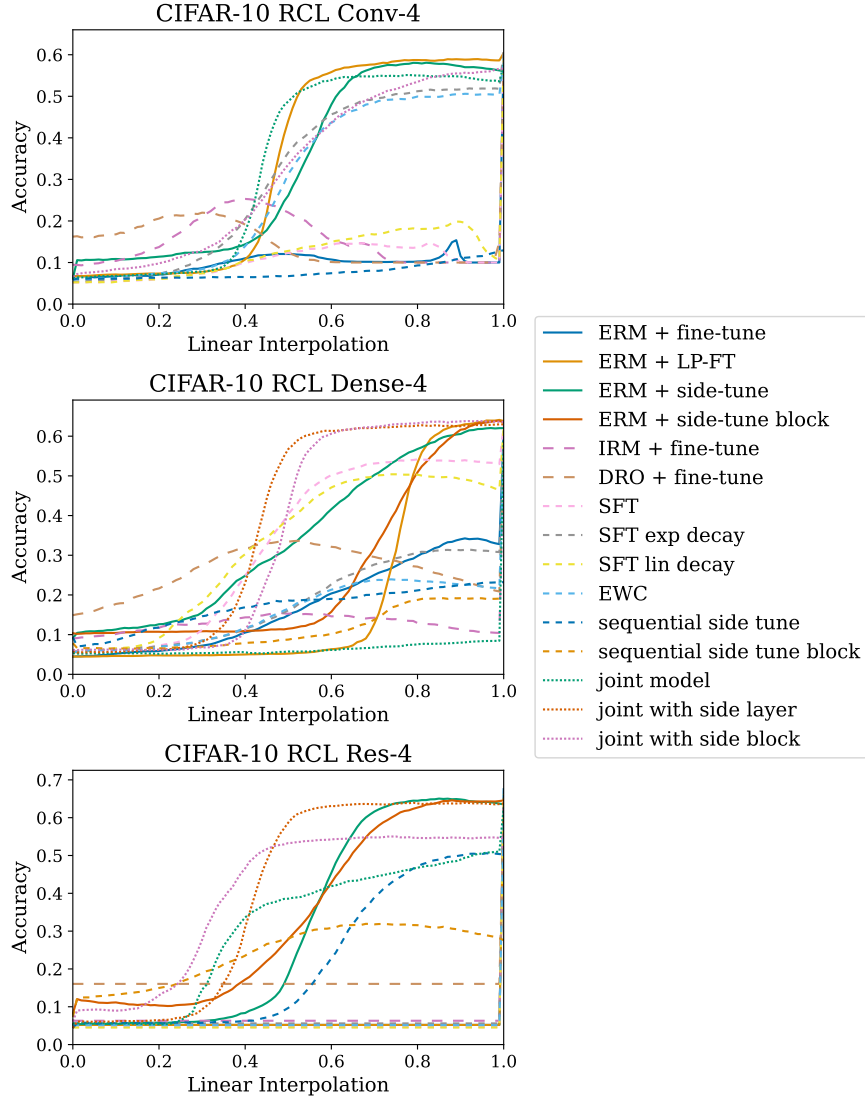 CIFAR-10 RCL Conv-4
0.6
0.5
0.4
0.3
0.2
0.1
0.0
Accuracy
0.0 0.2 0.4 0.6 0.8 1.0
Linear Interpolation
CIFAR-10 RCL Dense-4
0.6
0.5
0.4
0.3
0.2
0.1
0.0
Accuracy
0.0 0.2 0.4 0.6 0.8 1.0
Linear Interpolation
CIFAR-10 RCL Res-4
0.7
0.6
0.5
0.4
0.3
0.2
0.1
0.0
Accuracy
0.0 0.2 0.4 0.6 0.8 1.0
Linear Interpolation
ERM + fine-tune
ERM + LP-FT
ERM + side-tune
ERM + side-tune block
IRM + fine-tune
DRO + fine-tune
SFT
SFT exp decay
SFT lin decay
EWC
sequential side tune
sequential side tune block
joint model
joint with side layer
joint with side block